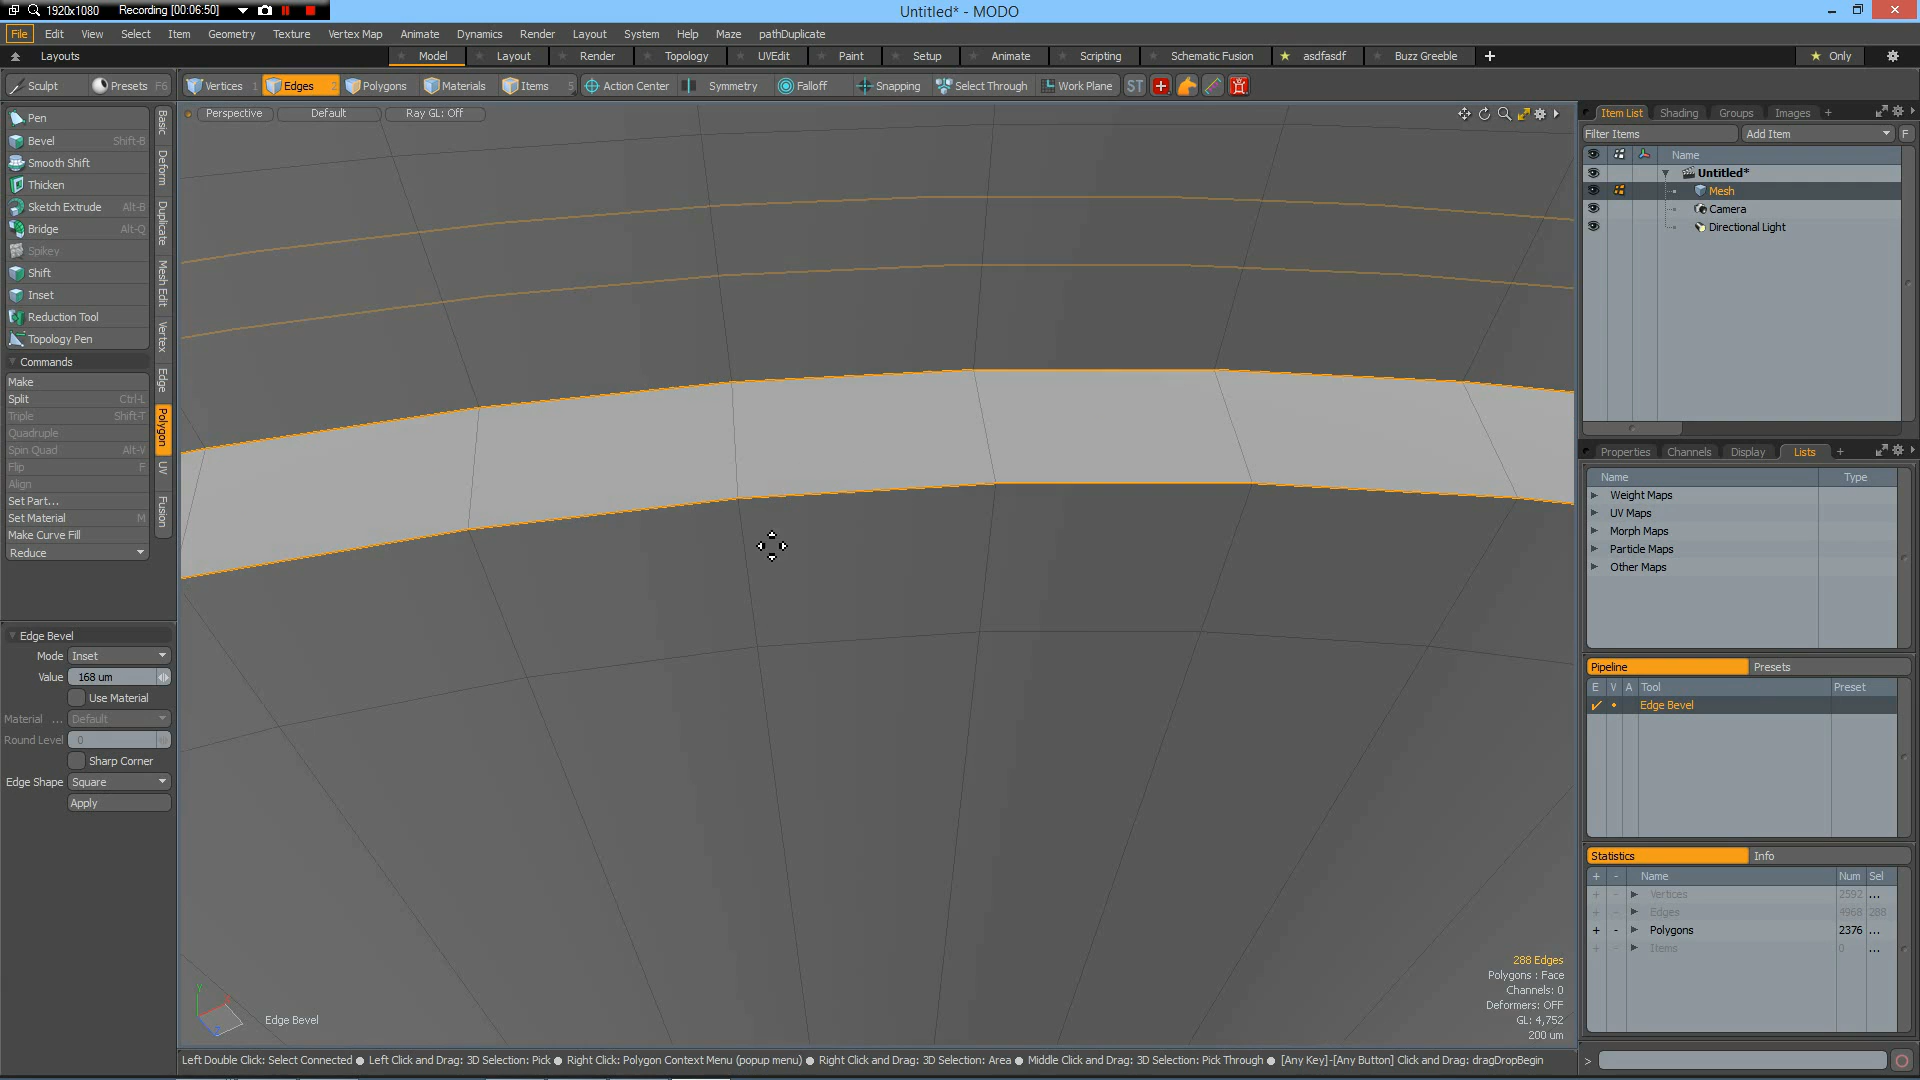 1920x1080 Recording [00:06:50]
Untitled* - MODO
File Edit View Select Item Geometry Texture Vertex Map Animate Dynamics Render Layout System Help Maze pathDuplicate
Layouts Model Layout Render Topology UVEdit Paint Setup Animate Scripting Schematic Fusion asdfasdf Buzz Greeble + Only
Sculpt Presets F6 Vertices 1 Edges 2 Polygons Materials Items 5 Action Center Symmetry Falloff Snapping Select Through Work Plane ST
Perspective Default Ray GL: Off
Pen
Bevel Shift-B
Smooth Shift
Thicken
Sketch Extrude Alt-B
Bridge Alt-Q
Spikey
Shift
Inset
Reduction Tool
Topology Pen
Commands
Make
Split Ctrl-L
Triple Shift-T
Quadruple
Spin Quad Alt-V
Flip F
Align
Set Part...
Set Material M
Make Curve Fill
Reduce
Basic
Deform
Duplicate
Mesh Edit
Vertex
Edge
Polygon
UV
Fusion
Edge Bevel
Mode Inset
Value 168 um
Use Material
Material ... Default
Round Level 0
Sharp Corner
Edge Shape Square
Apply
Edge Bevel
288 Edges
Polygons : Face
Channels: 0
Deformers: OFF
GL: 4,752
200 um
Item List Shading Groups Images +
Filter Items Add Item F
Name
Untitled*
Mesh
Camera
Directional Light
Properties Channels Display Lists +
Name Type
Weight Maps
UV Maps
Morph Maps
Particle Maps
Other Maps
Pipeline Presets
E V A Tool Preset
Edge Bevel
Statistics Info
+ - Name Num Sel
+ - Vertices 2592 ...
+ - Edges 4968 288
+ - Polygons 2376 ...
+ - Items 0 ...
Left Double Click: Select Connected ● Left Click and Drag: 3D Selection: Pick ● Right Click: Polygon Context Menu (popup menu) ● Right Click and Drag: 3D Selection: Area ● Middle Click and Drag: 3D Selection: Pick Through ● [Any Key]-[Any Button] Click and Drag: dragDropBegin
>